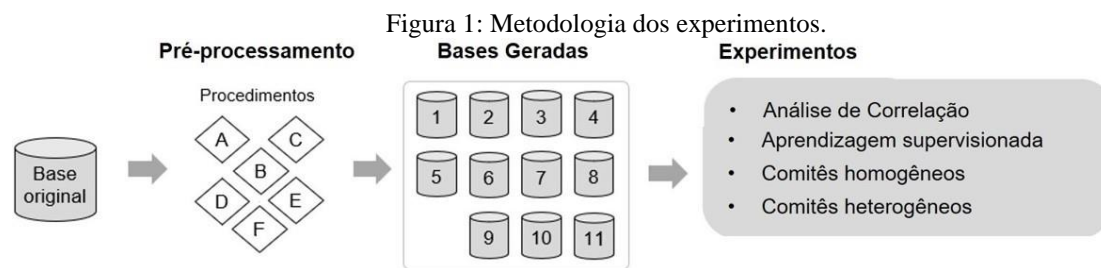 Figura 1: Metodologia dos experimentos.
Pré-processamento
Bases Geradas
Experimentos
Procedimentos
A
C
B
D
E
F
Base
original
1 2 3 4
5 6 7 8
9 10 11
• Análise de Correlação
• Aprendizagem supervisionada
• Comitês homogêneos
• Comitês heterogêneos